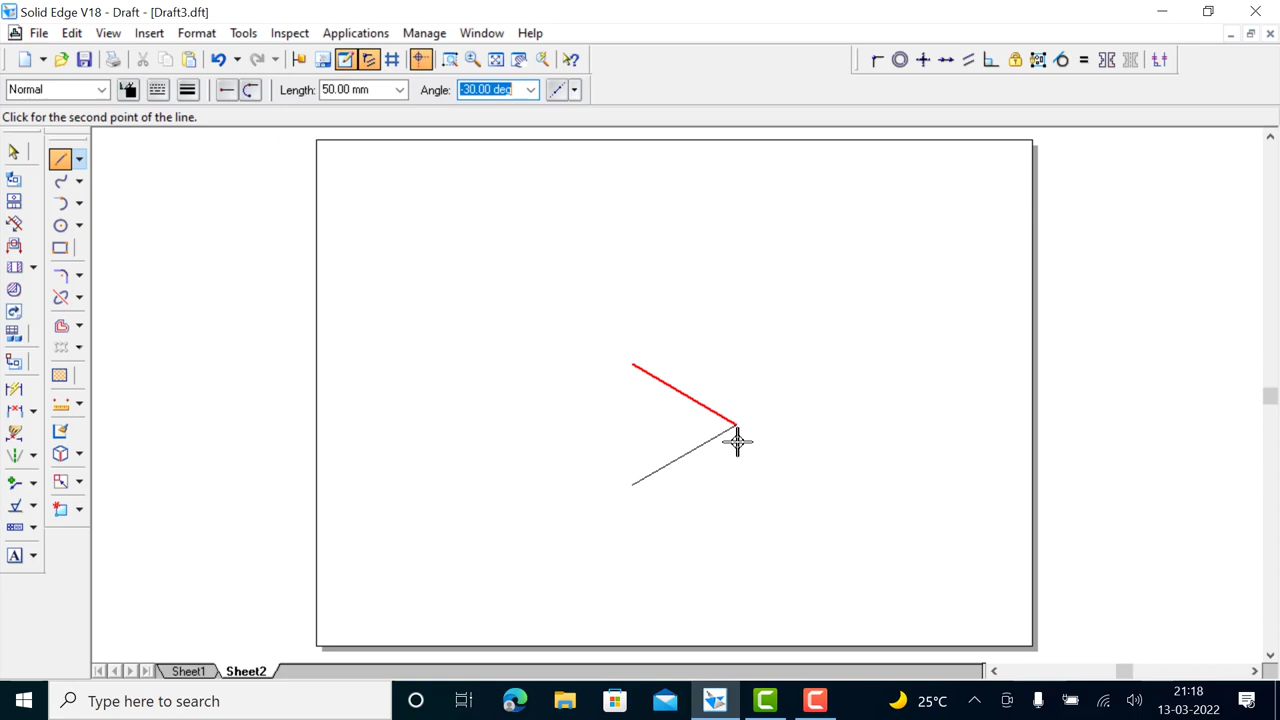 Solid Edge V18 - Draft - [Draft3.dft]
File Edit View Insert Format Tools Inspect Applications Manage Window Help
Normal Length: 50.00 mm Angle: -30.00 deg
Click for the second point of the line.
A
Sheet1 Sheet2
Type here to search 25°C 21:18
13-03-2022